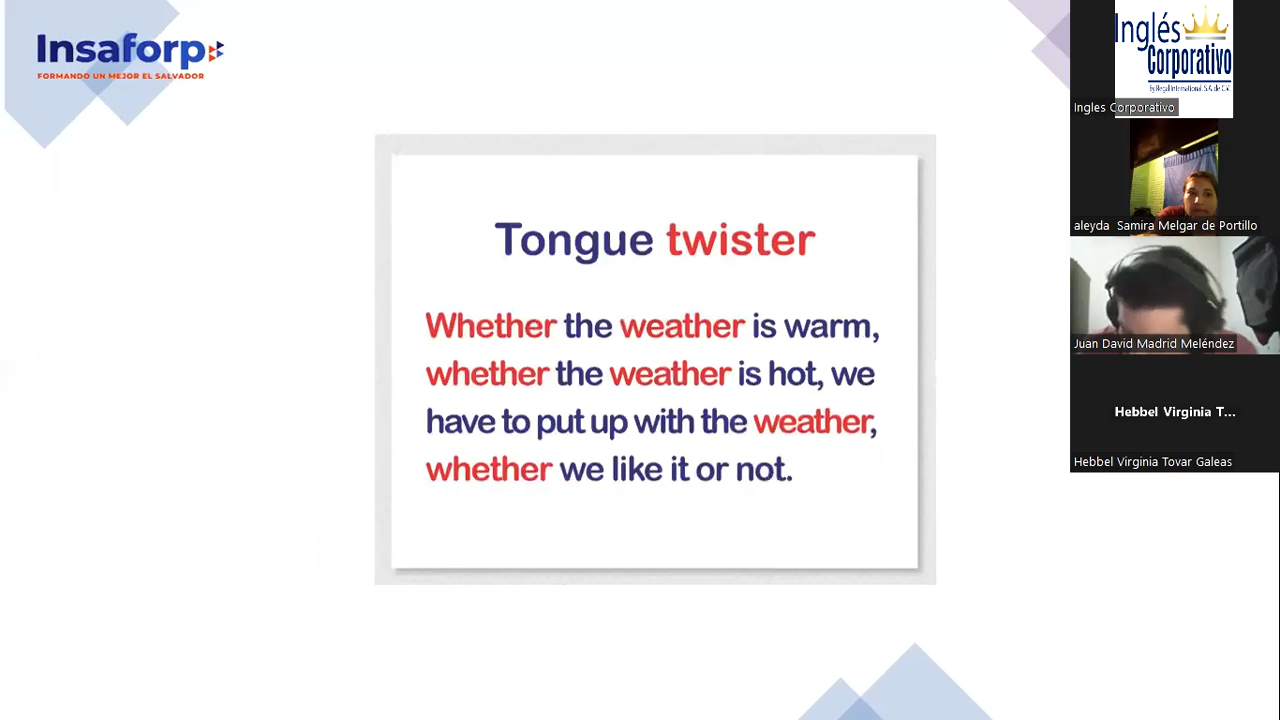 Insaforp
FORMANDO UN MEJOR EL SALVADOR
Tongue twister
Whether the weather is warm,
whether the weather is hot, we
have to put up with the weather,
whether we like it or not.
Inglés
Corporativo
By Regal International, S.A. de C.V.
Ingles Corporativo
aleyda Samira Melgar de Portillo
Juan David Madrid Meléndez
Hebbel Virginia T...
Hebbel Virginia Tovar Galeas